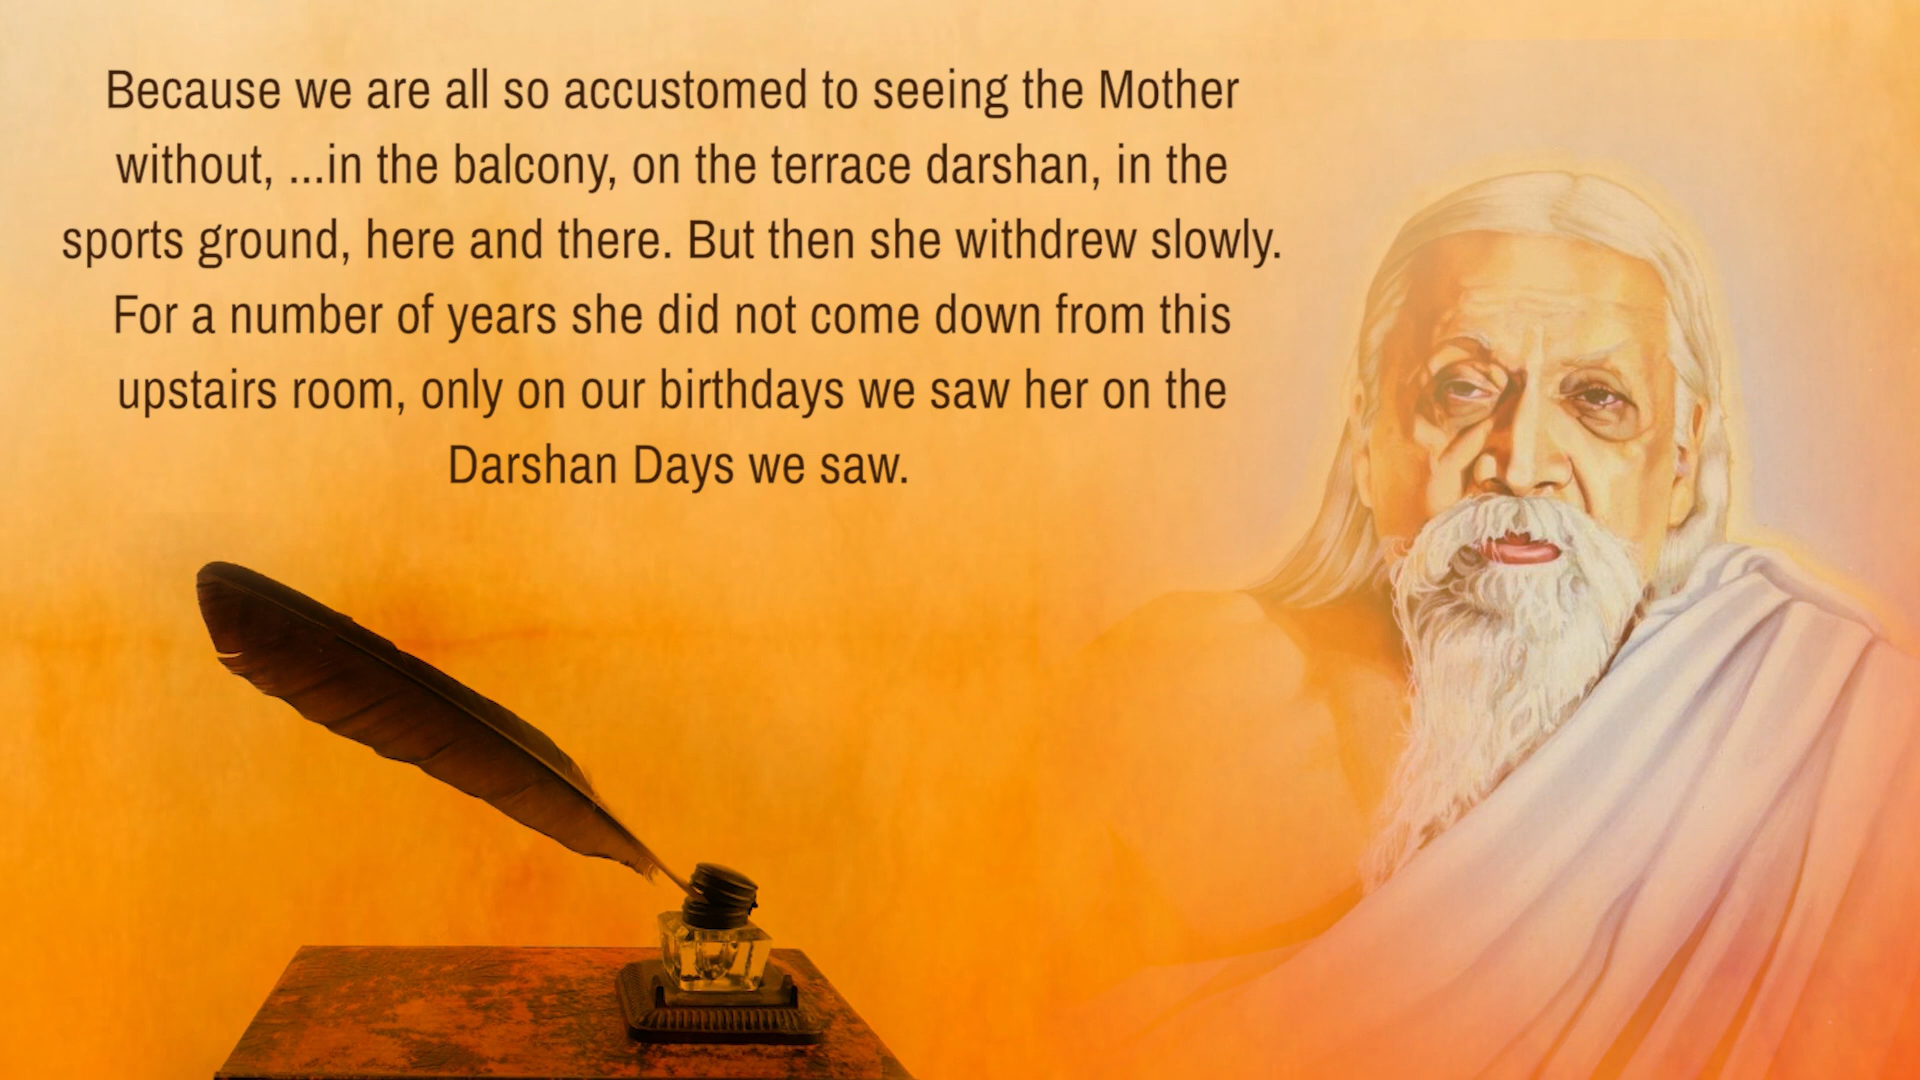 Because we are all so accustomed to seeing the Mother
without, ...in the balcony, on the terrace darshan, in the
sports ground, here and there. But then she withdrew slowly.
For a number of years she did not come down from this
upstairs room, only on our birthdays we saw her on the
Darshan Days we saw.